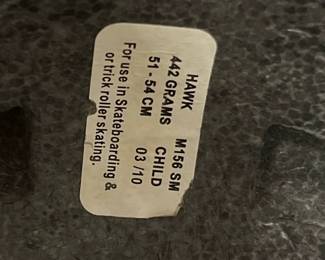 HAWK M156 SM
442 GRAMS CHILD
51 - 54 CM 03 /10
For use in Skateboarding &
or trick roller skating.